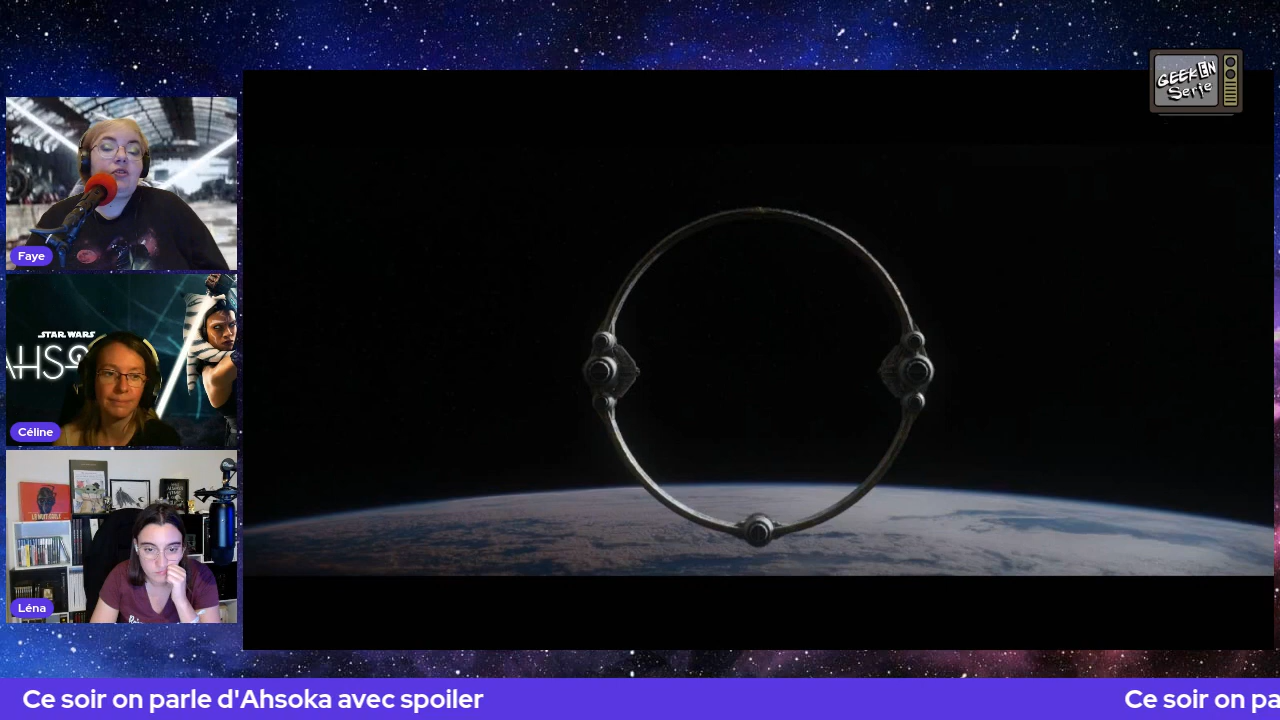 GEEK EN
Serie
Faye
STAR WARS
AHSO
Céline
Léna
Ce soir on parle d'Ahsoka avec spoiler
Ce soir on pa